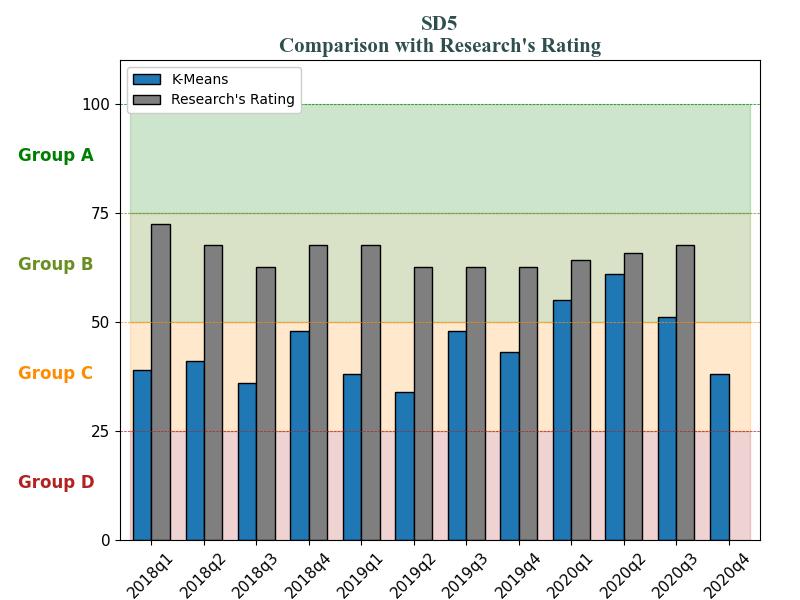 SD5
Comparison with Research's Rating
K-Means
Research's Rating
100
Group A
75
Group B
50
Group C
25
Group D
0
2018q1
2018q2
2018q3
2018q4
2019q1
2019q2
2019q3
2019q4
2020q1
2020q2
2020q3
2020q4